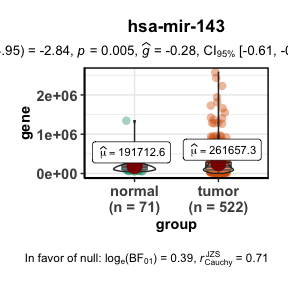 hsa-mir-143
.95) = -2.84, p = 0.005, ĝ = -0.28, CI95% [-0.61, -0
gene
2e+06
1e+06
0e+00
μ̂ = 191712.6
μ̂ = 261657.3
normal
(n = 71)
tumor
(n = 522)
group
In favor of null: loge(BF01) = 0.39, r JZS Cauchy = 0.71